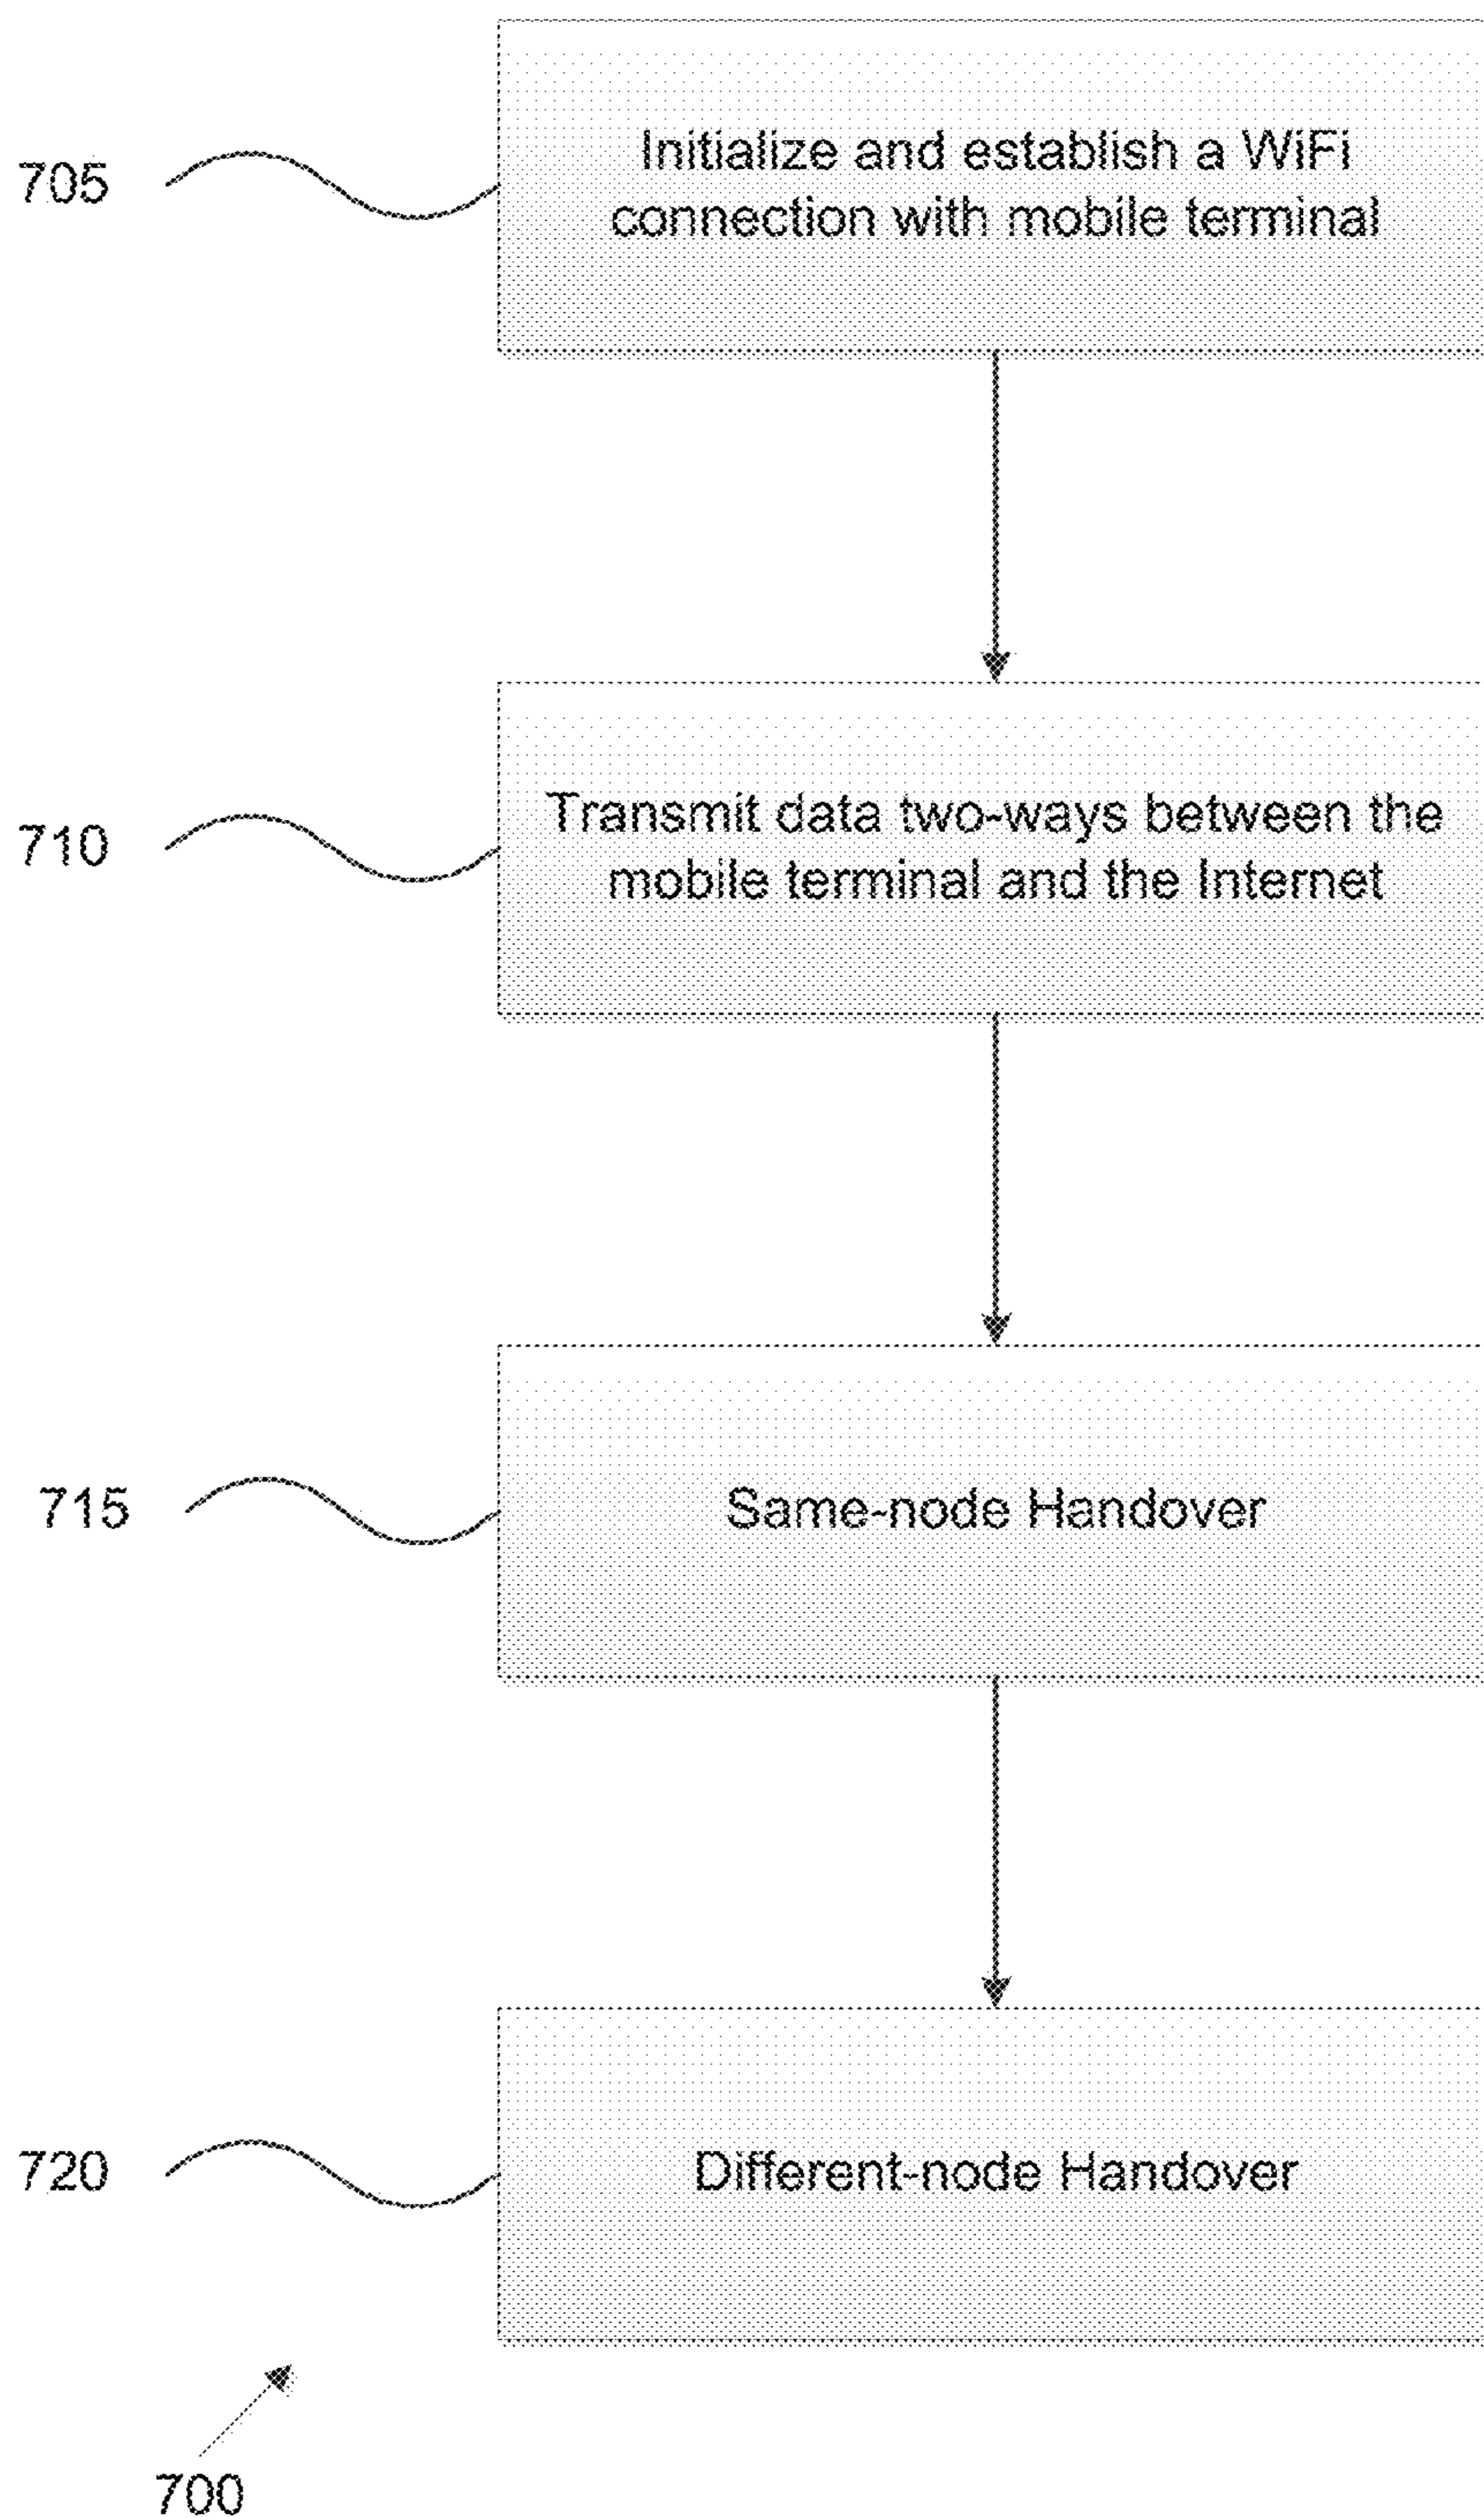 705
Initialize and establish a WiFi
connection with mobile terminal
710
Transmit data two-ways between the
mobile terminal and the Internet
715
Same-node Handover
720
Different-node Handover
700